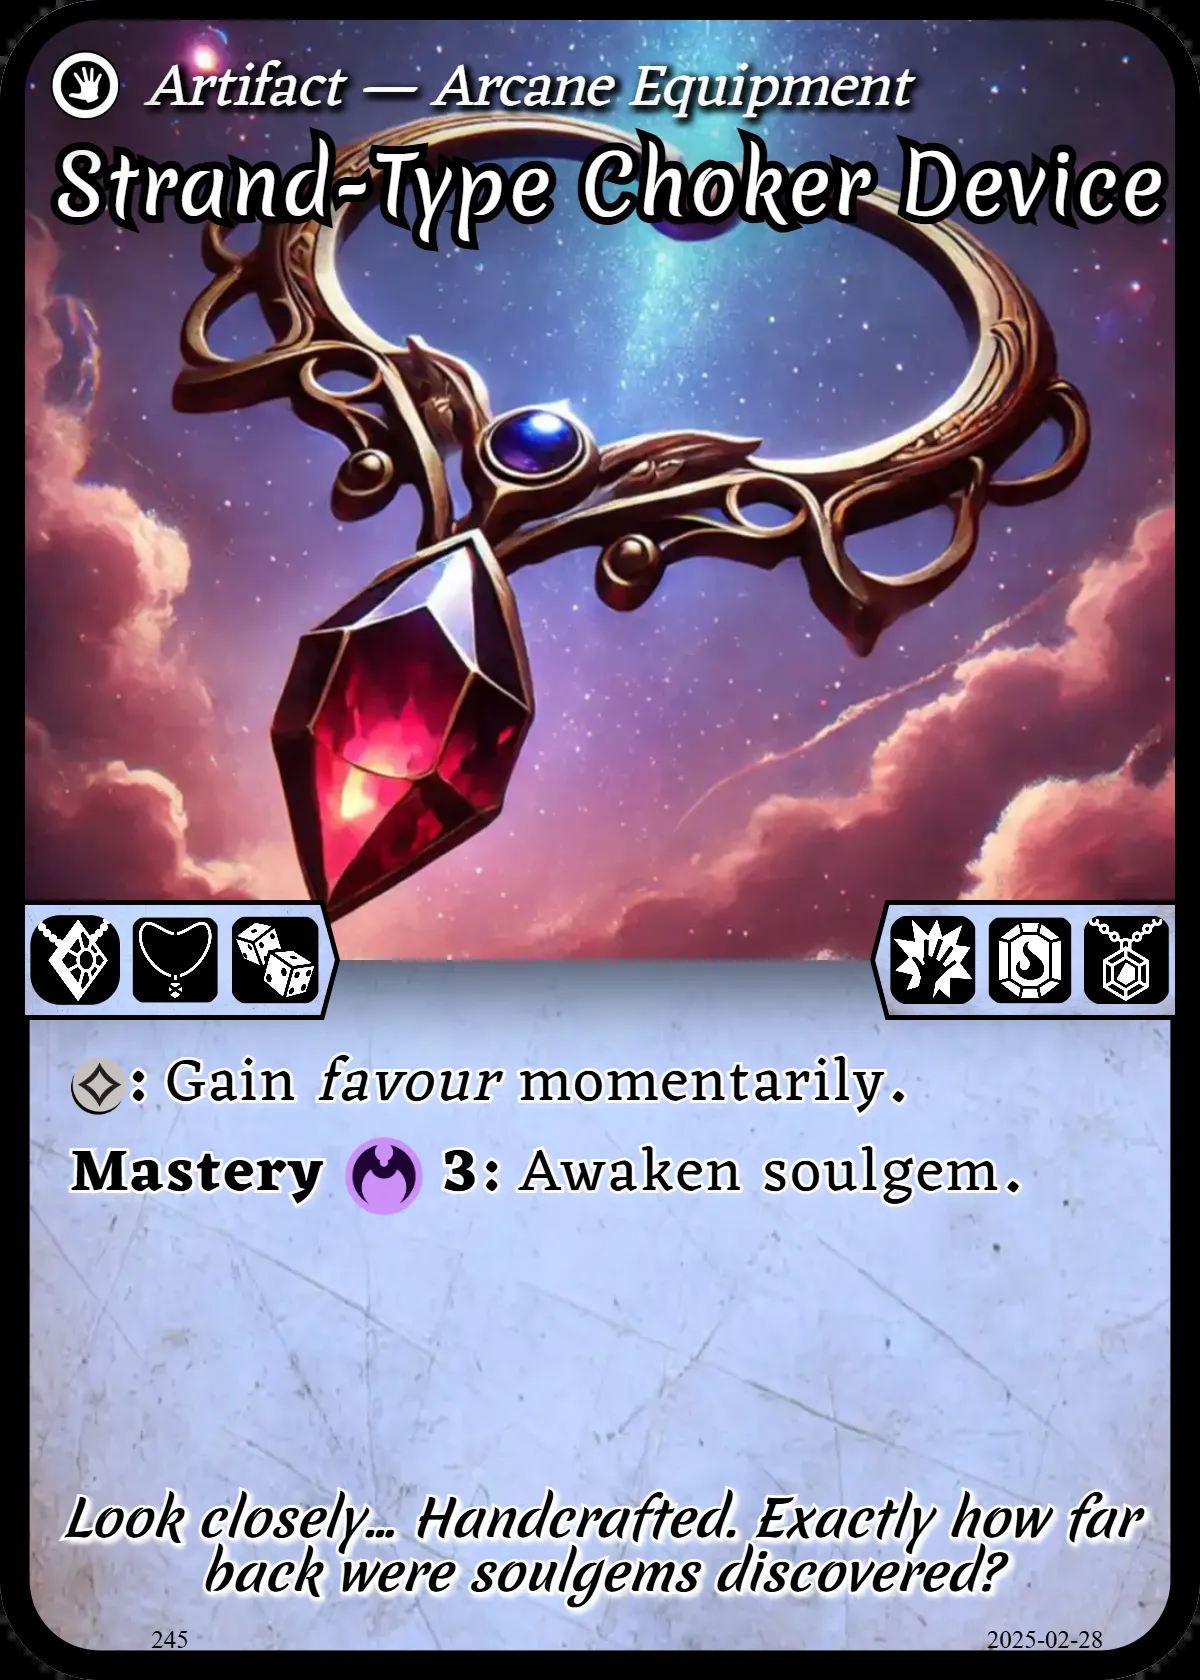 Artifact — Arcane Equipment
Strand-Type Choker Device
: Gain favour momentarily.
Mastery 3: Awaken soulgem.
Look closely... Handcrafted. Exactly how far
back were soulgems discovered?
245
2025-02-28